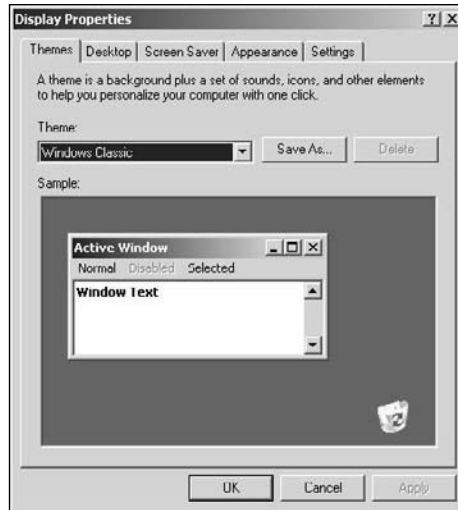 Display Properties
Themes Desktop Screen Saver Appearance Settings
A theme is a background plus a set of sounds, icons, and other elements
to help you personalize your computer with one click.
Theme:
Windows Classic Save As... Delete
Sample:
Active Window
Normal Disabled Selected
Window Text
OK Cancel Apply